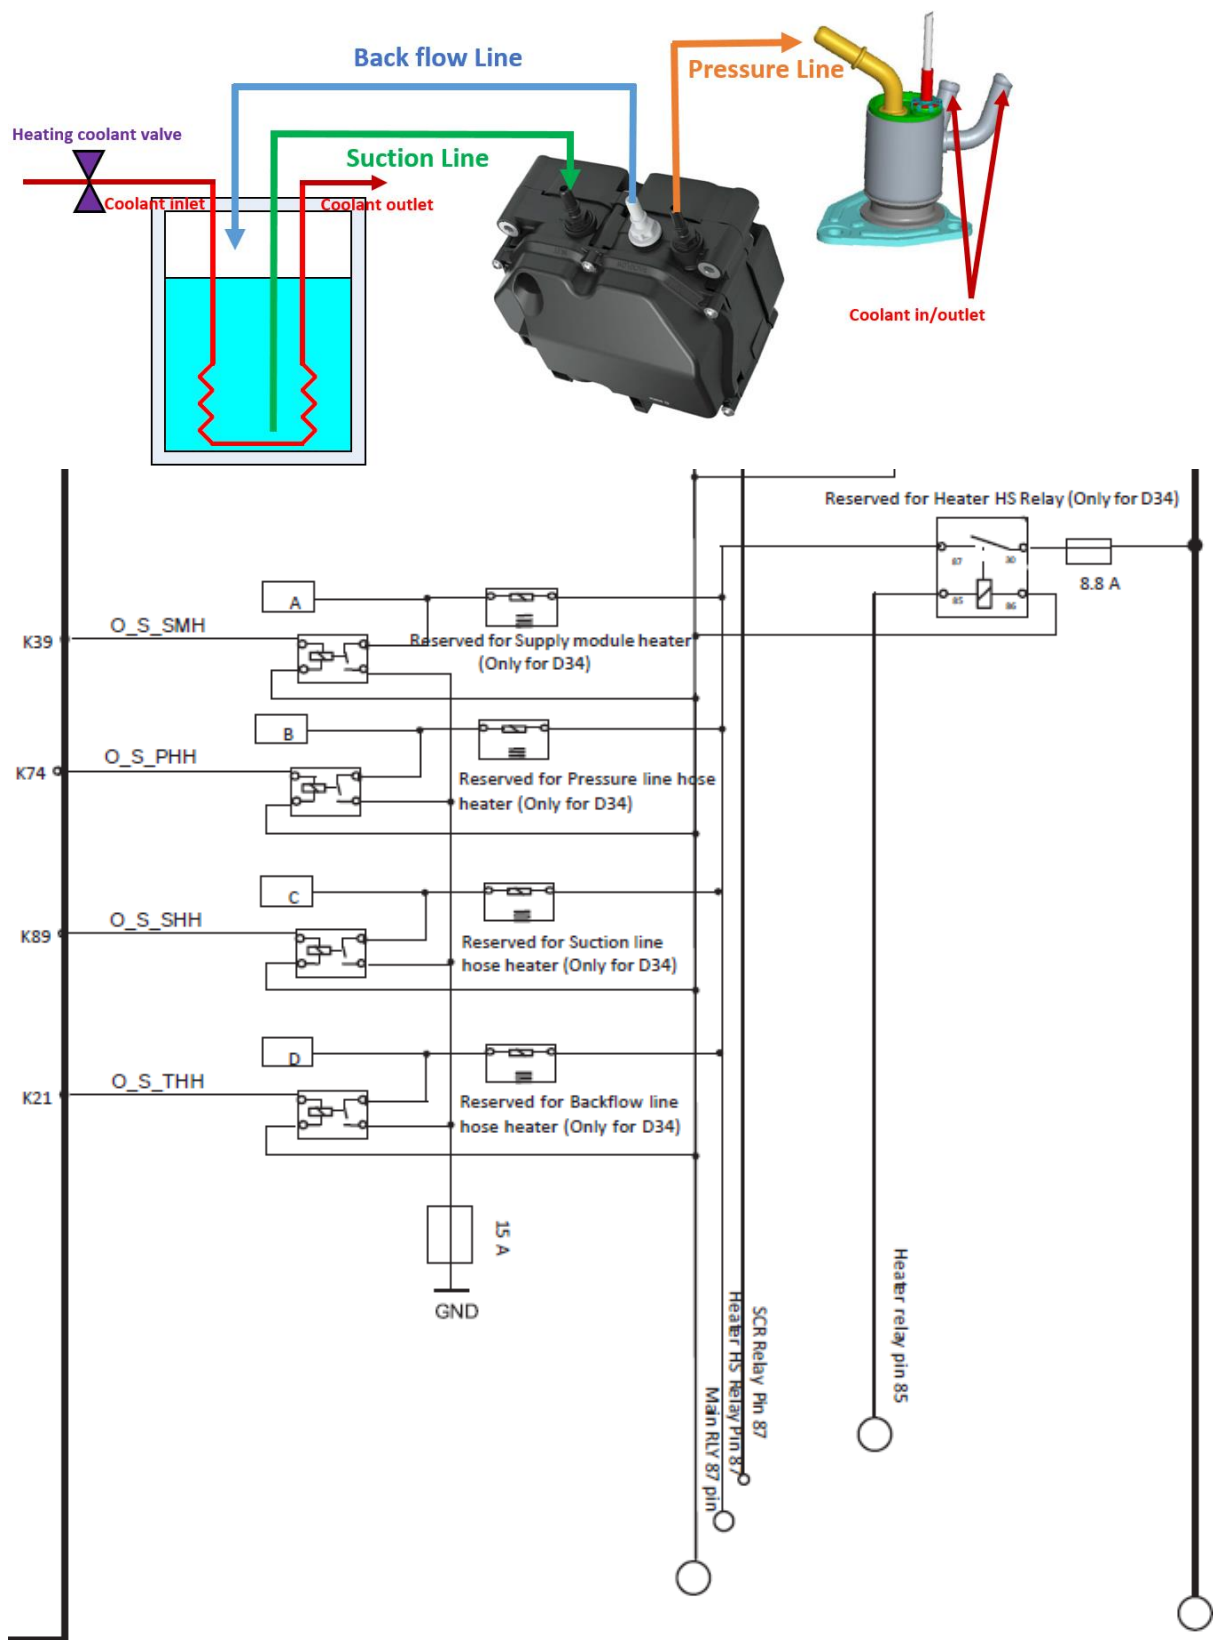 Back flow Line
Pressure Line
Heating coolant valve
Suction Line
Coolant inlet
Coolant outlet
Coolant in/outlet
Reserved for Heater HS Relay (Only for D34)
87
30
8.8 A
85
86
A
K39
O_S_SMH
Reserved for Supply module heater
(Only for D34)
B
K74
O_S_PHH
Reserved for Pressure line hose
heater (Only for D34)
C
K89
O_S_SHH
Reserved for Suction line
hose heater (Only for D34)
D
K21
O_S_THH
Reserved for Backflow line
hose heater (Only for D34)
15 A
GND
Main RLY 87 pin
Heater HS Relay Pin 87
SCR Relay Pin 87
Heater relay pin 85